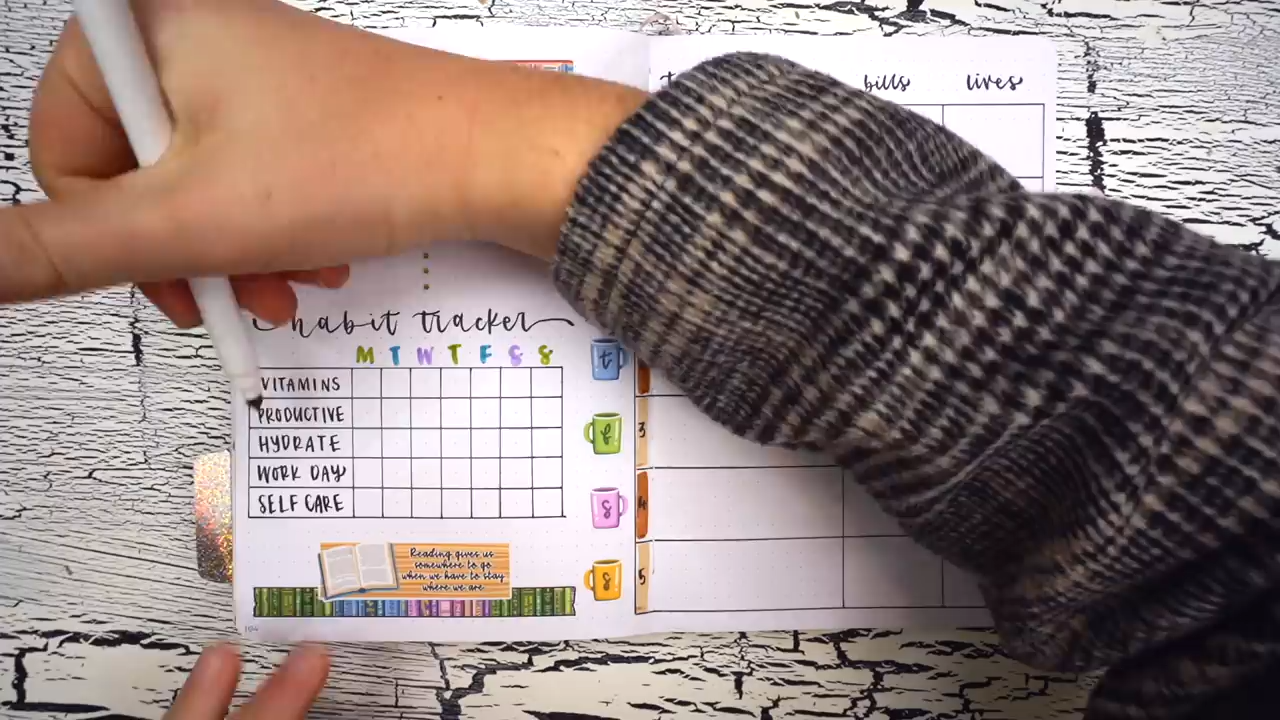 bills lives
habit tracker
M T W T F S S
VITAMINS
PRODUCTIVE
HYDRATE
WORK DAY
SELF CARE
t
f
s
s
3
4
5
Reading gives us
somewhere to go
when we have to stay
where we are
104